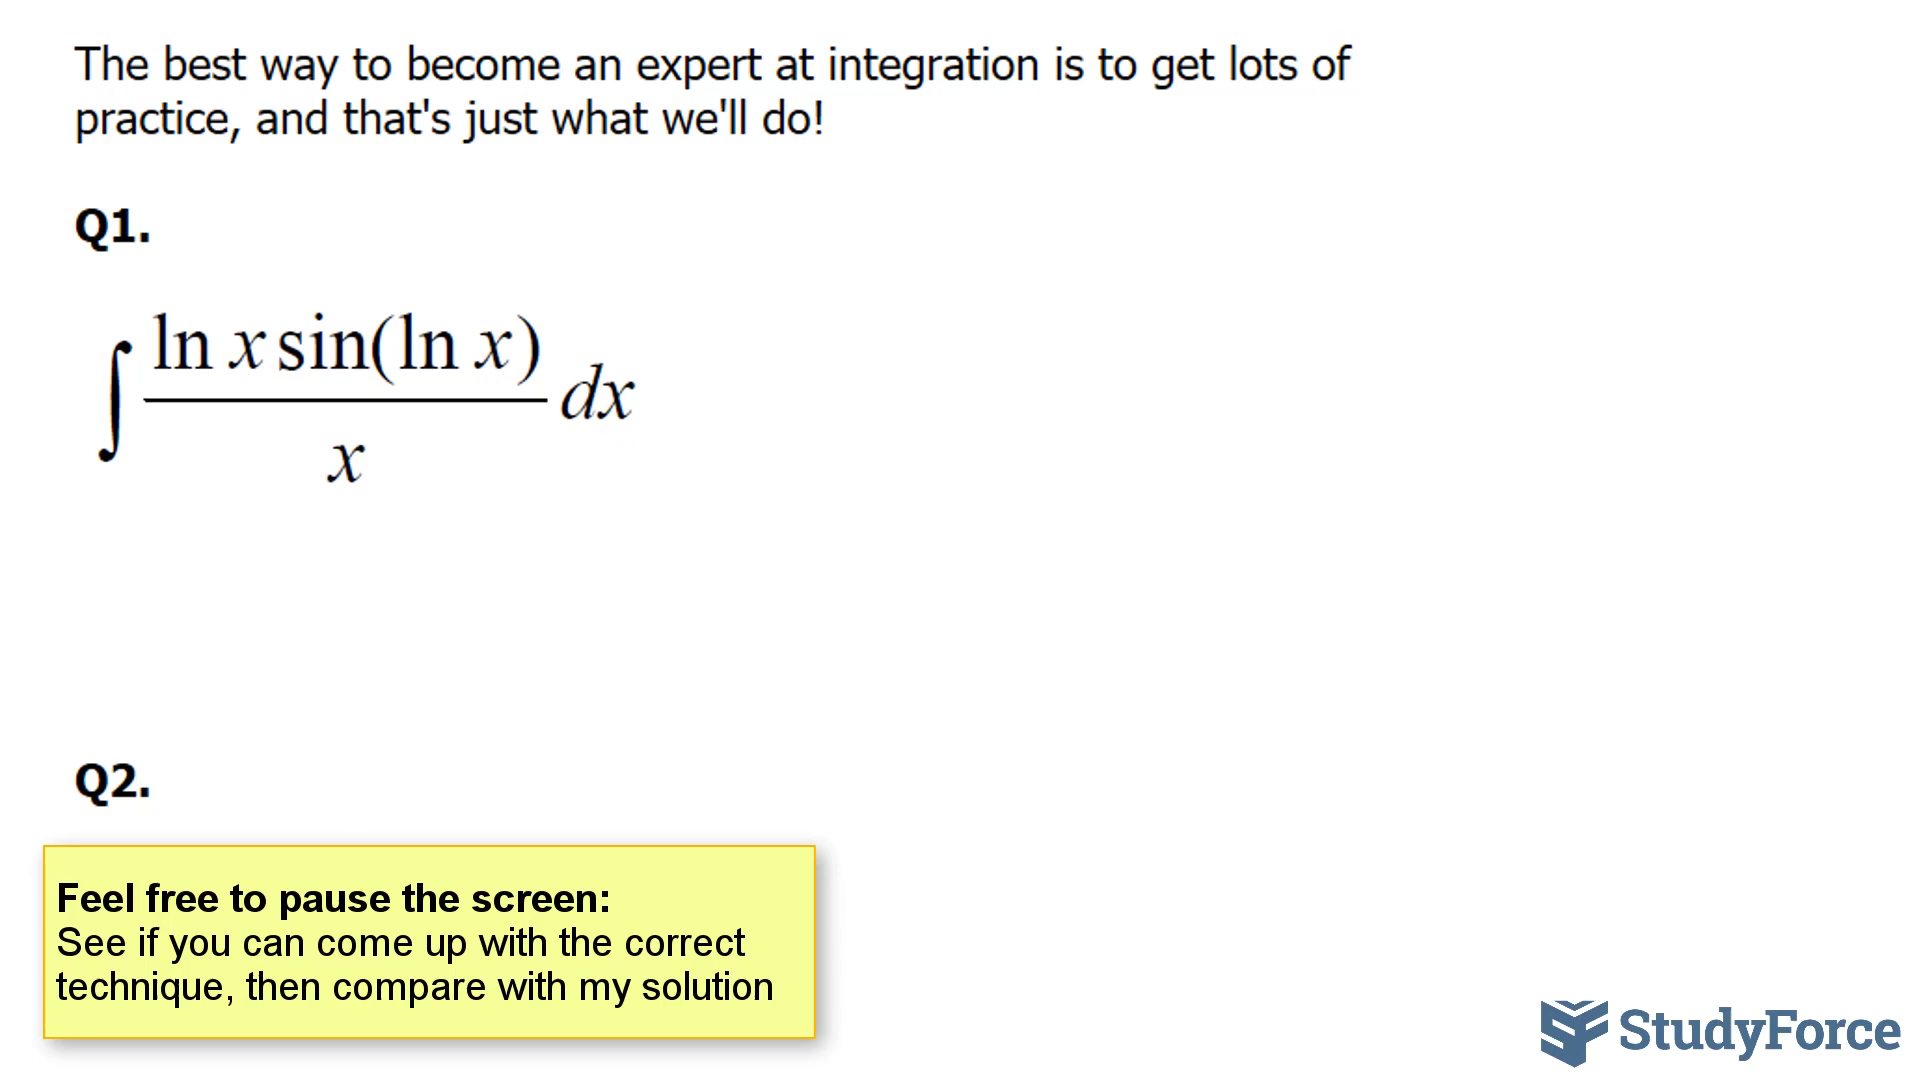 The best way to become an expert at integration is to get lots of
practice, and that's just what we'll do!
Q1.
∫ ln x sin(ln x) / x dx
Q2.
Feel free to pause the screen:
See if you can come up with the correct
technique, then compare with my solution
StudyForce